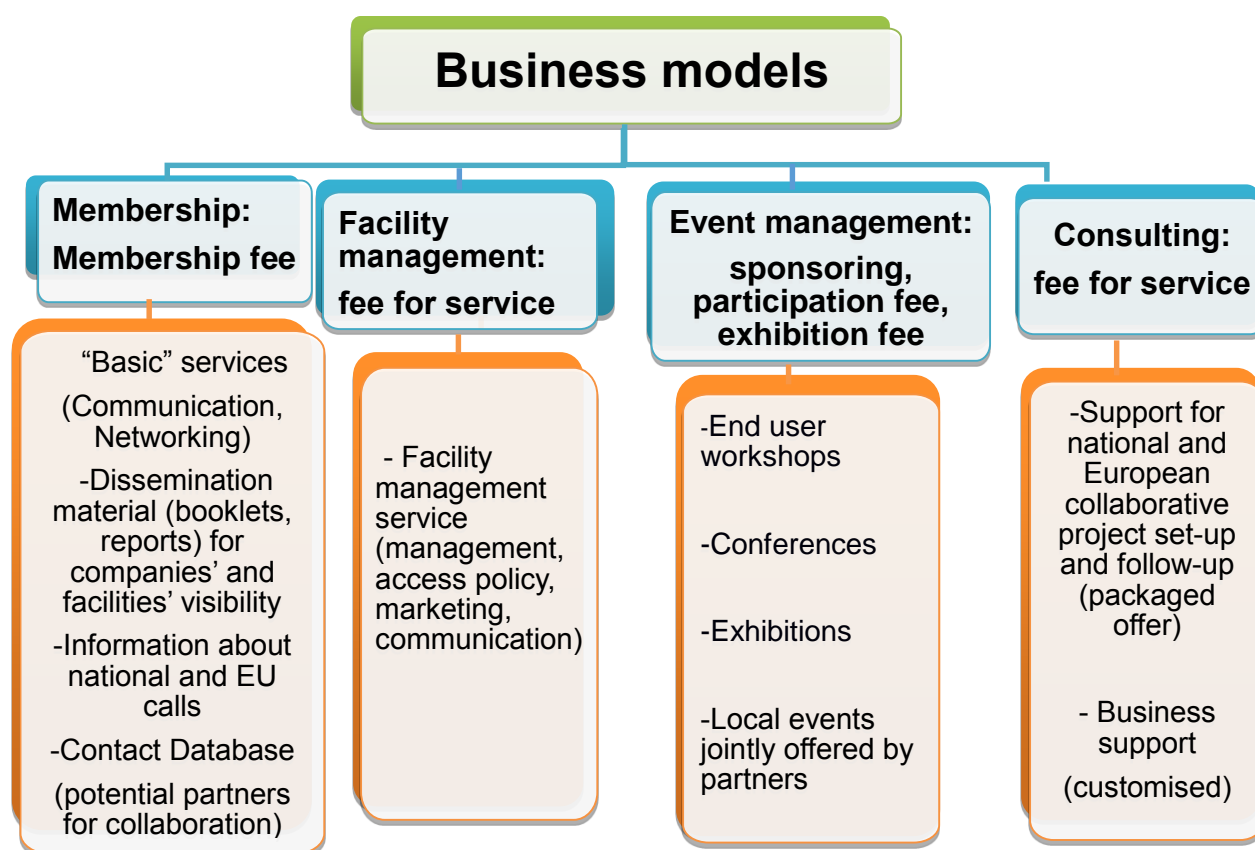 Business models
Membership:
Membership fee
“Basic” services
(Communication,
Networking)
-Dissemination
material (booklets,
reports) for
companies’ and
facilities’ visibility
-Information about
national and EU
calls
-Contact Database
(potential partners
for collaboration)
Facility
management:
fee for service
- Facility
management
service
(management,
access policy,
marketing,
communication)
Event management:
sponsoring,
participation fee,
exhibition fee
-End user
workshops
-Conferences
-Exhibitions
-Local events
jointly offered by
partners
Consulting:
fee for service
-Support for
national and
European
collaborative
project set-up
and follow-up
(packaged
offer)
- Business
support
(customised)